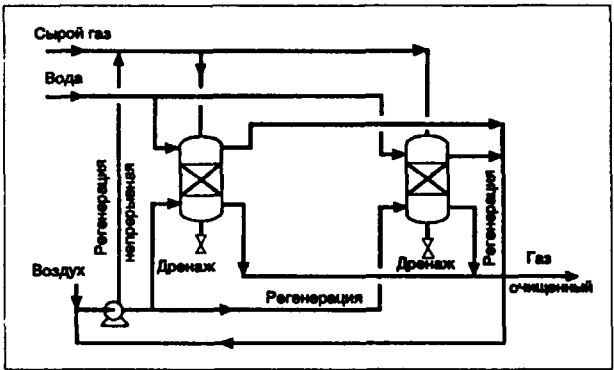 Сырой газ
Вода
Регенерация
непрерывная
Регенерация
Воздух
Дренаж
Дренаж
Газ
очищенный
Регенерация